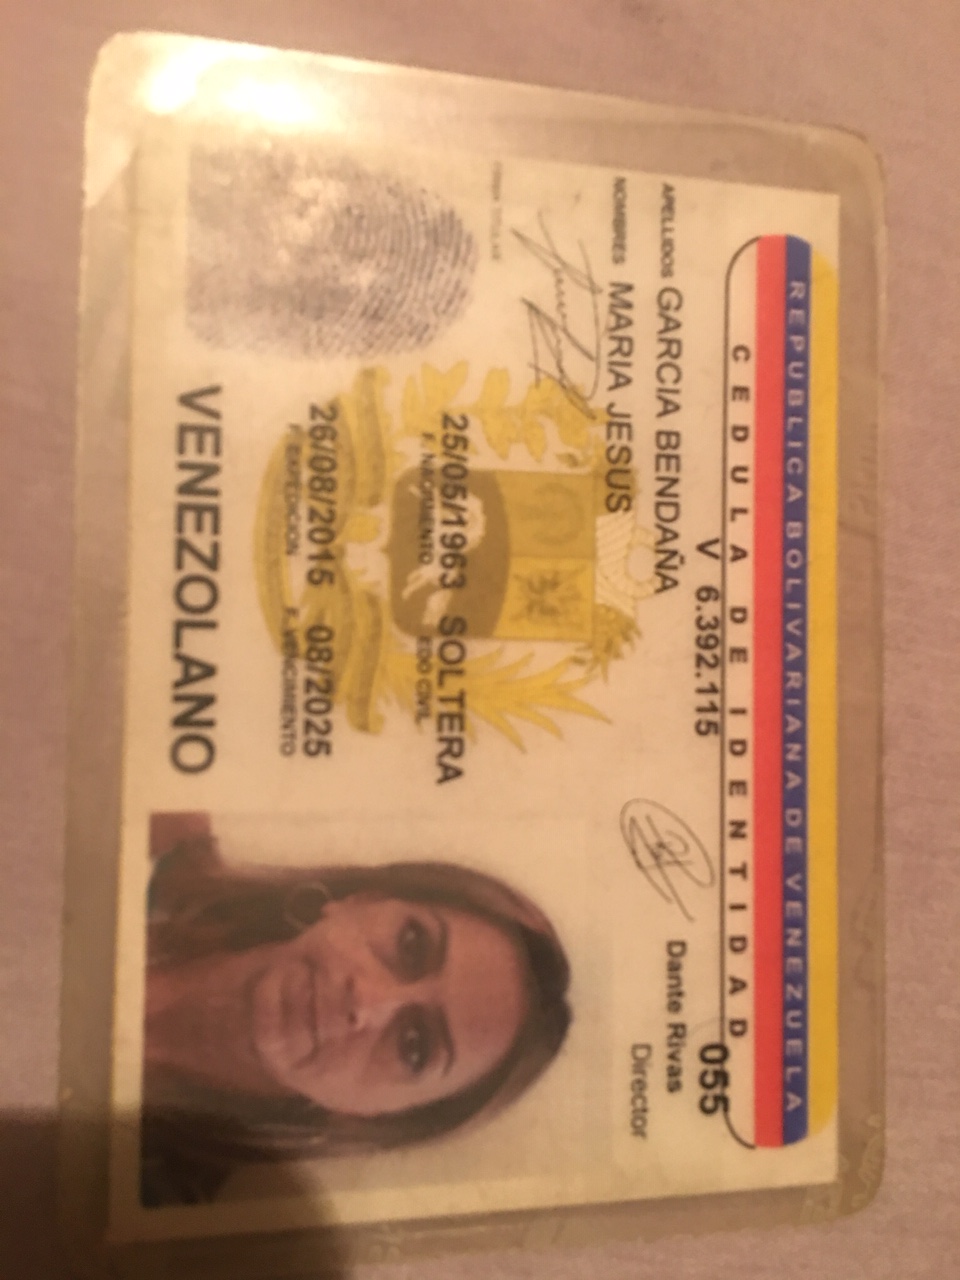 REPUBLICA BOLIVARIANA DE VENEZUELA
CEDULA DE IDENTIDAD
V 6.392.115
055
APELLIDOS GARCIA BENDAÑA
Dante Rivas
Director
NOMBRES MARIA JESUS
FIRMA TITULAR
25/05/1963 SOLTERA
F. NACIMIENTO EDO CIVIL
26/08/2015 08/2025
F. EXPEDICION F. VENCIMIENTO
VENEZOLANO